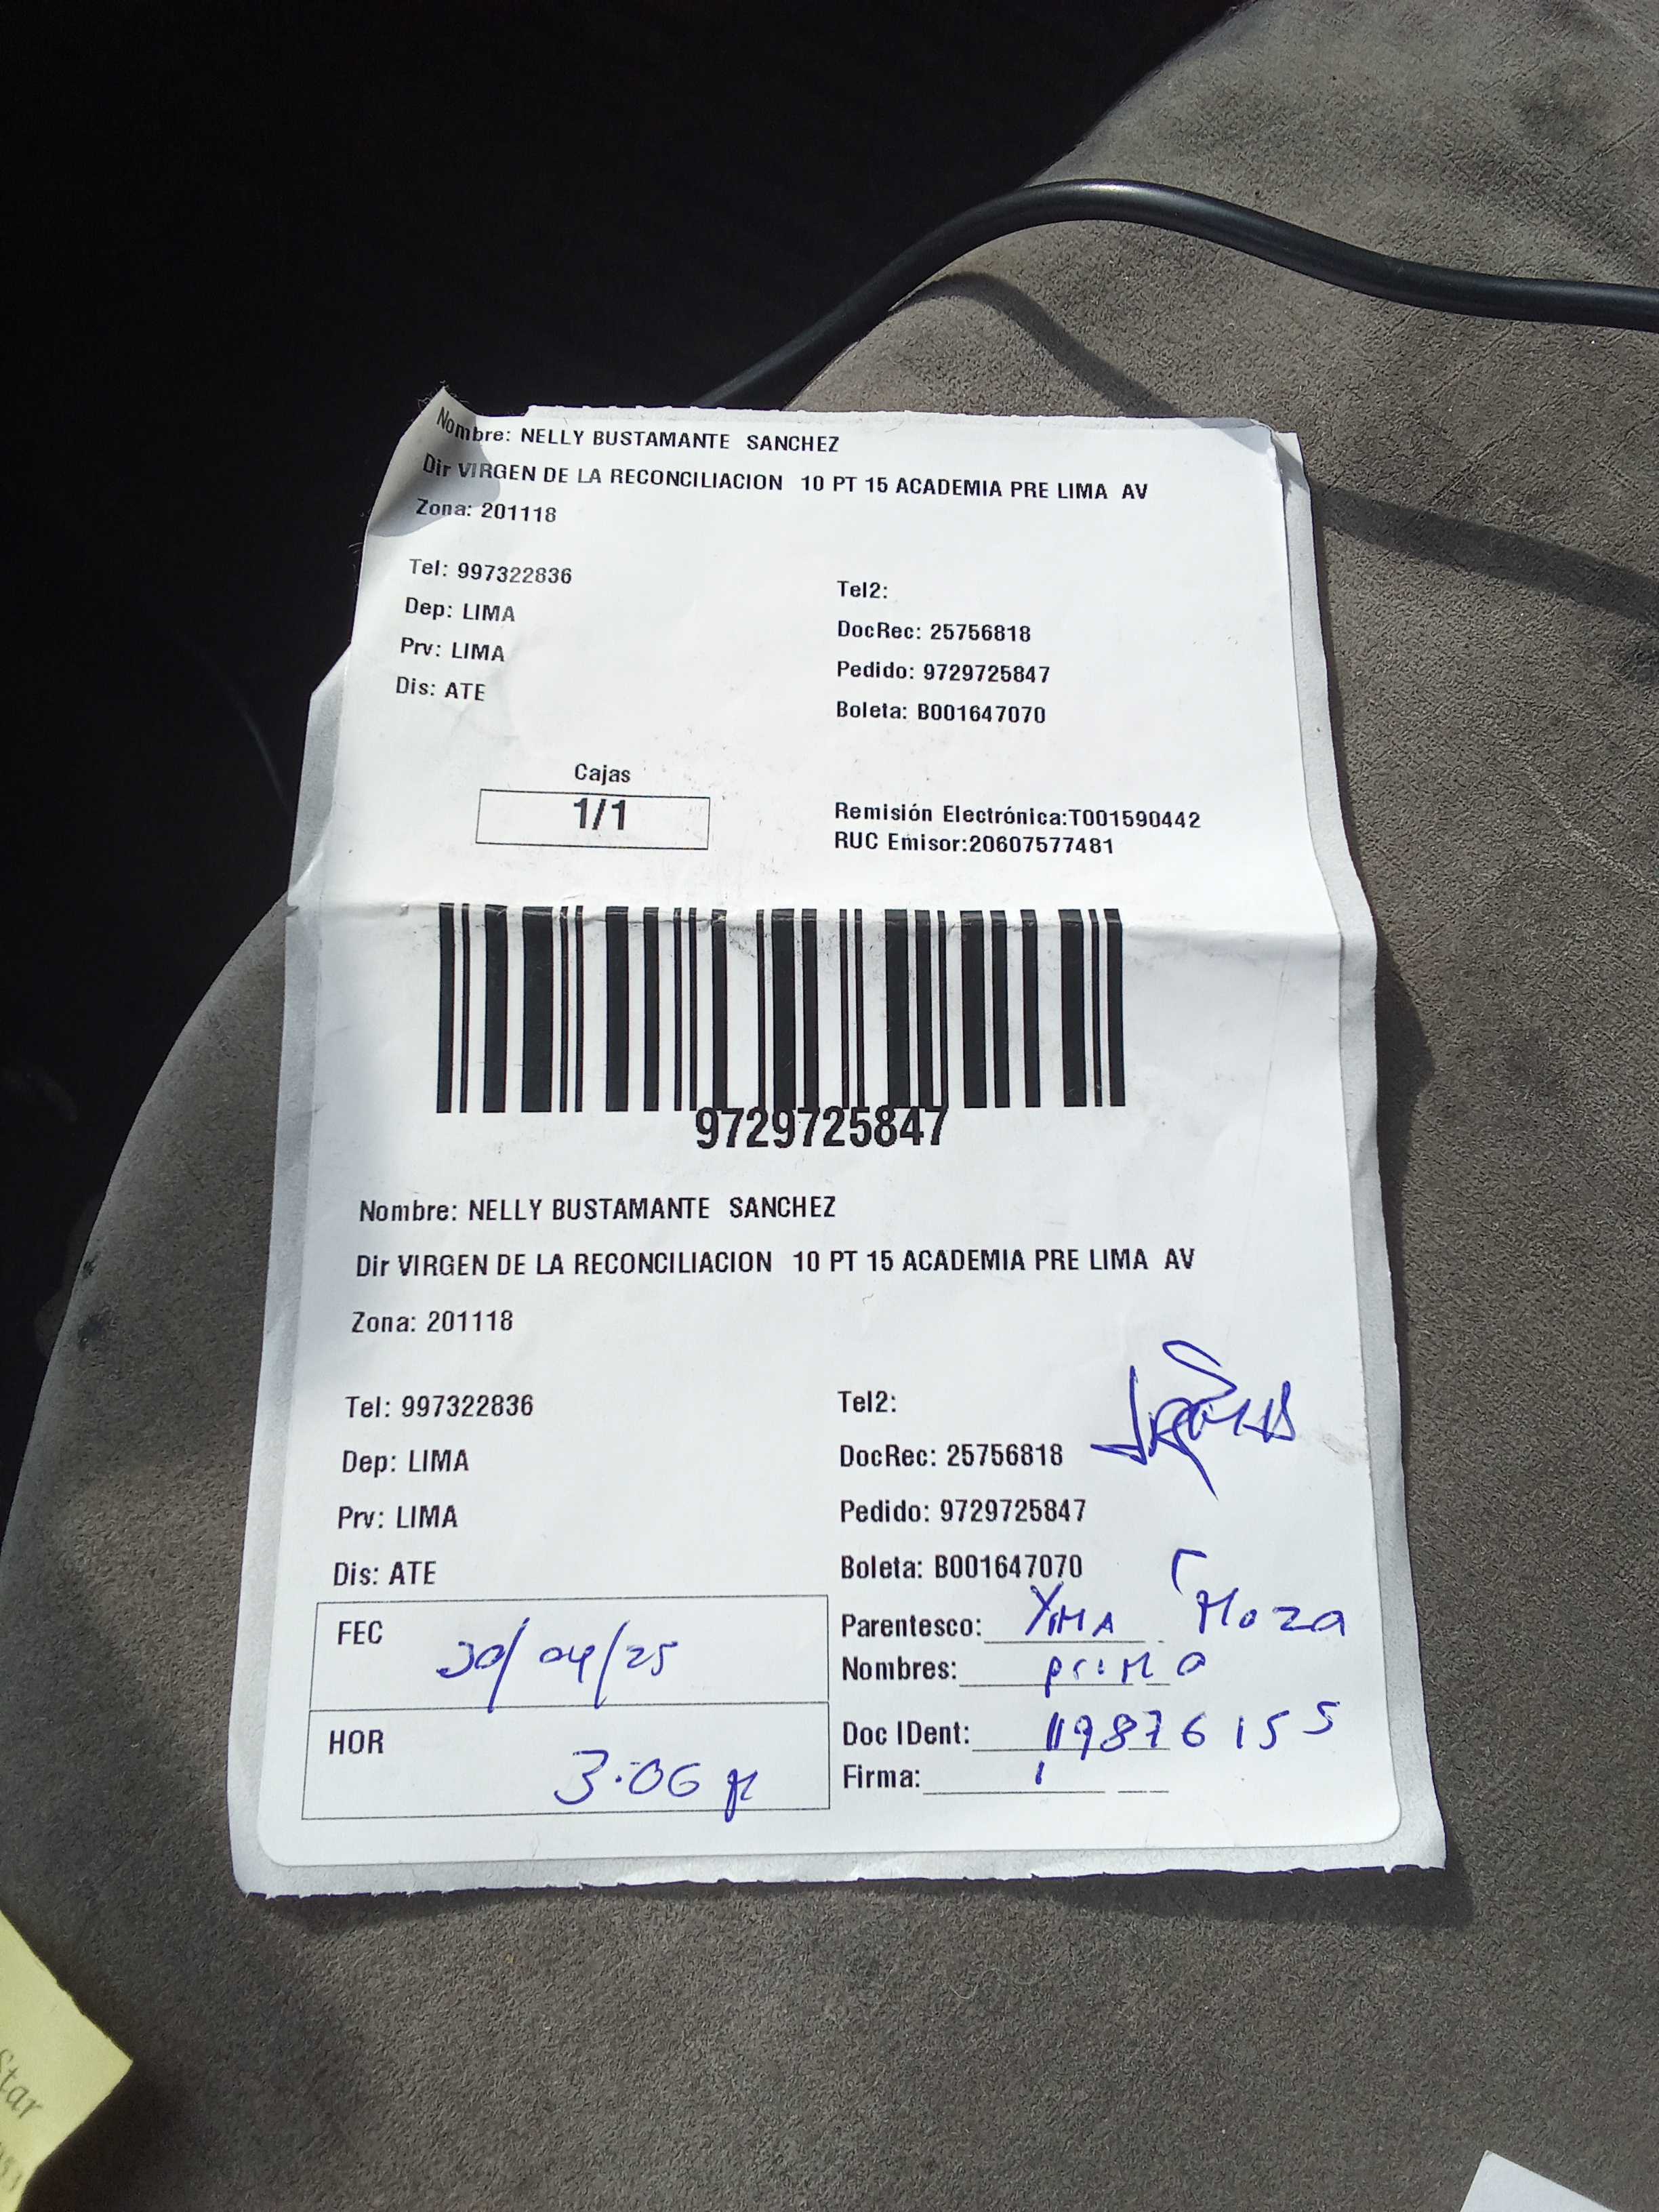 Nombre: NELLY BUSTAMANTE SANCHEZ
Dir VIRGEN DE LA RECONCILIACION 10 PT 15 ACADEMIA PRE LIMA AV
Zona: 201118
Tel: 997322836
Dep: LIMA
Prv: LIMA
Dis: ATE
Tel2:
DocRec: 25756818
Pedido: 9729725847
Boleta: B001647070
Cajas
1/1
Remisión Electrónica:T001590442
RUC Emisor:20607577481
9729725847
Nombre: NELLY BUSTAMANTE SANCHEZ
Dir VIRGEN DE LA RECONCILIACION 10 PT 15 ACADEMIA PRE LIMA AV
Zona: 201118
Tel: 997322836
Dep: LIMA
Prv: LIMA
Dis: ATE
Tel2:
DocRec: 25756818
Pedido: 9729725847
Boleta: B001647070
FEC 30/04/25
HOR 3:06
Parentesco: Moza
Nombres: prima
Doc IDent:
Firma:
Star